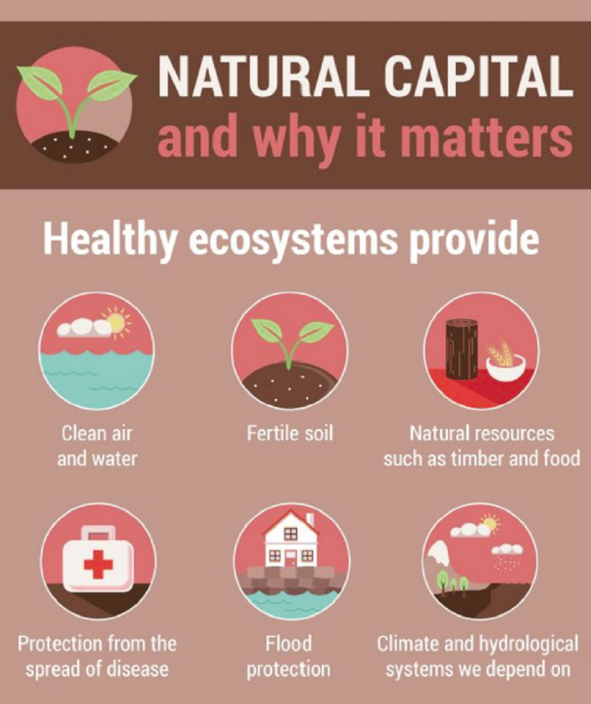 NATURAL CAPITAL
and why it matters
Healthy ecosystems provide
Clean air
and water
Fertile soil
Natural resources
such as timber and food
Protection from the
spread of disease
Flood
protection
Climate and hydrological
systems we depend on